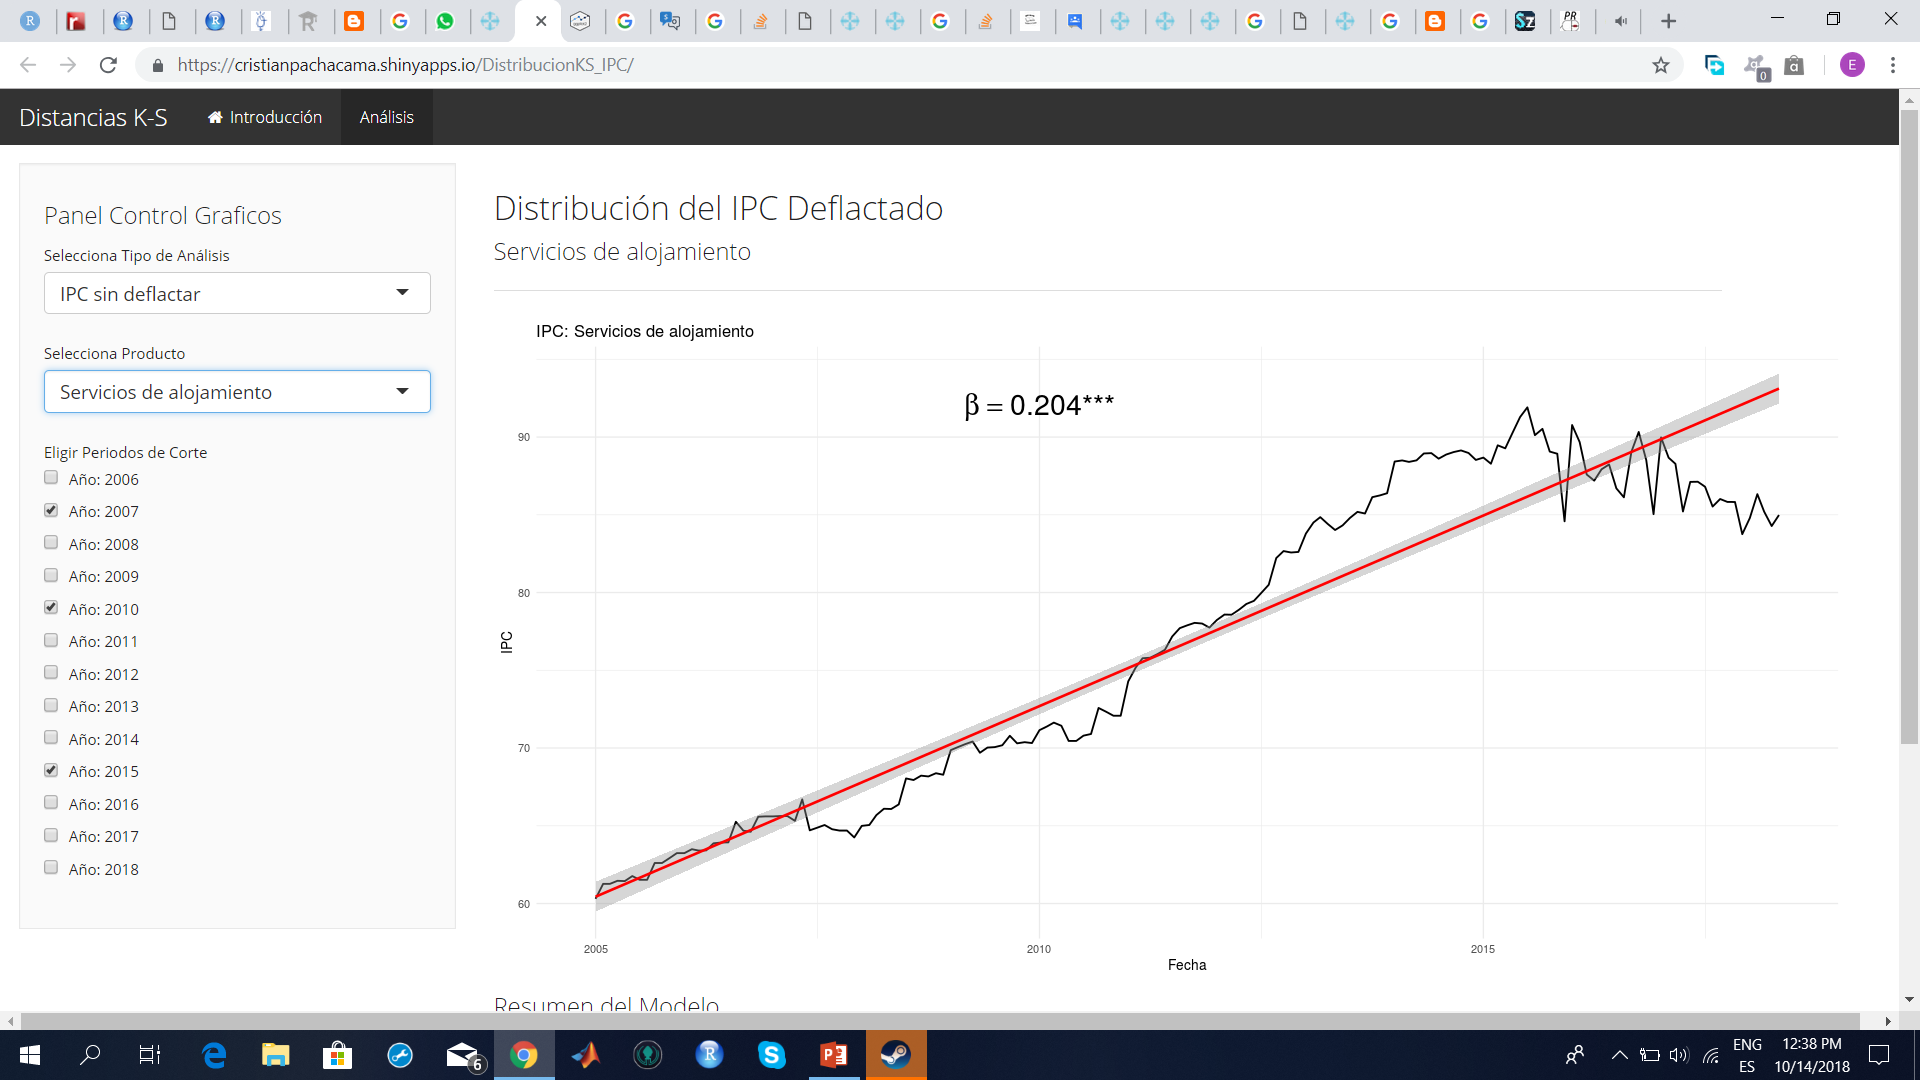 https://cristianpachacama.shinyapps.io/DistribucionKS_IPC/
0
E
Distancias K-S
Introducción
Análisis
Panel Control Graficos
Selecciona Tipo de Análisis
IPC sin deflactar
Selecciona Producto
Servicios de alojamiento
Eligir Periodos de Corte
Año: 2006
Año: 2007
Año: 2008
Año: 2009
Año: 2010
Año: 2011
Año: 2012
Año: 2013
Año: 2014
Año: 2015
Año: 2016
Año: 2017
Año: 2018
Distribución del IPC Deflactado
Servicios de alojamiento
IPC: Servicios de alojamiento
β = 0.204***
90
80
70
60
IPC
2005
2010
2015
Fecha
Resumen del Modelo
6
ENG
ES
12:38 PM
10/14/2018